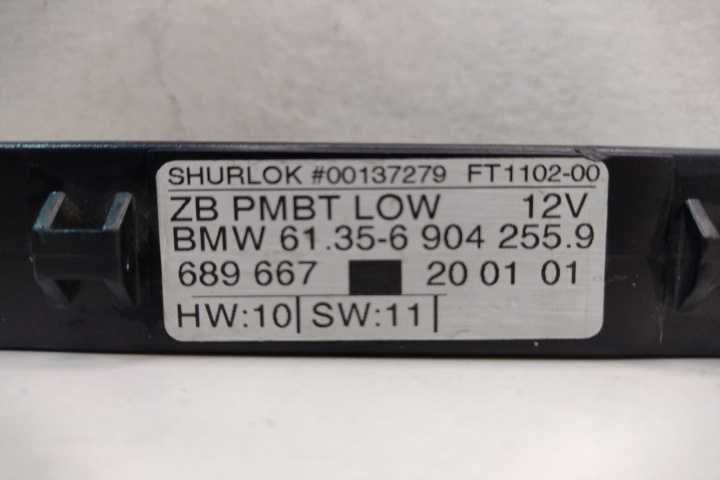 SHURLOK #00137279 FT1102-00
ZB PMBT LOW 12V
BMW 61.35-6 904 255.9
689 667 20 01 01
HW:10 SW:11